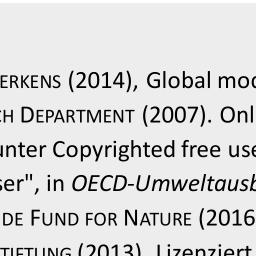 ERKENS (2014), Global mod
CH DEPARTMENT (2007). Onl
unter Copyrighted free use
ser", in OECD-Umweltausb
DE FUND FOR NATURE (2016
TIFTUNG (2013). Lizenziert